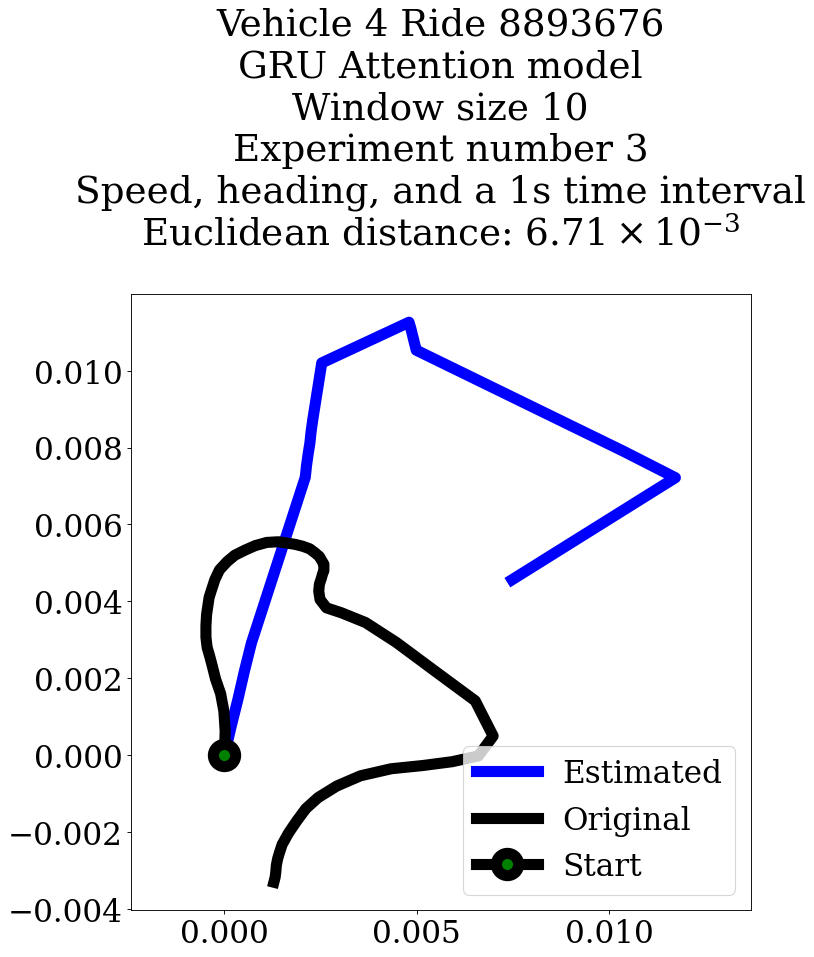 Vehicle 4 Ride 8893676
GRU Attention model
Window size 10
Experiment number 3
Speed, heading, and a 1s time interval
Euclidean distance: 6.71 × 10⁻³
0.010
0.008
0.006
0.004
0.002
0.000
−0.002
−0.004
Estimated
Original
Start
0.000 0.005 0.010